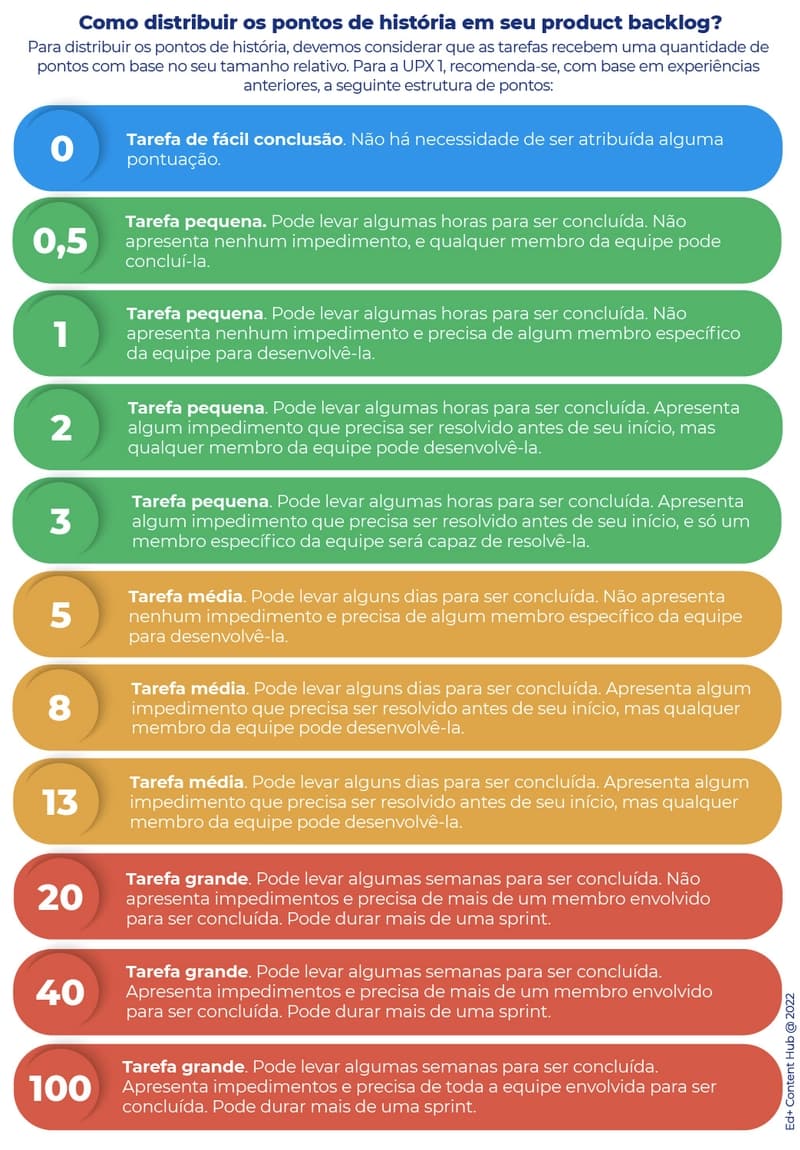 Como distribuir os pontos de história em seu product backlog?
Para distribuir os pontos de história, devemos considerar que as tarefas recebem uma quantidade de
pontos com base no seu tamanho relativo. Para a UPX 1, recomenda-se, com base em experiências
anteriores, a seguinte estrutura de pontos:
0
Tarefa de fácil conclusão. Não há necessidade de ser atribuída alguma
pontuação.
0,5
Tarefa pequena. Pode levar algumas horas para ser concluída. Não
apresenta nenhum impedimento, e qualquer membro da equipe pode
concluí-la.
1
Tarefa pequena. Pode levar algumas horas para ser concluída. Não
apresenta nenhum impedimento e precisa de algum membro específico
da equipe para desenvolvê-la.
2
Tarefa pequena. Pode levar algumas horas para ser concluída. Apresenta
algum impedimento que precisa ser resolvido antes de seu início, mas
qualquer membro da equipe pode desenvolvê-la.
3
Tarefa pequena. Pode levar algumas horas para ser concluída. Apresenta
algum impedimento que precisa ser resolvido antes de seu início, e só um
membro específico da equipe será capaz de resolvê-la.
5
Tarefa média. Pode levar alguns dias para ser concluída. Não apresenta
nenhum impedimento e precisa de algum membro específico da equipe
para desenvolvê-la.
8
Tarefa média. Pode levar alguns dias para ser concluída. Apresenta algum
impedimento que precisa ser resolvido antes de seu início, mas qualquer
membro da equipe pode desenvolvê-la.
13
Tarefa média. Pode levar alguns dias para ser concluída. Apresenta algum
impedimento que precisa ser resolvido antes de seu início, mas qualquer
membro da equipe pode desenvolvê-la.
20
Tarefa grande. Pode levar algumas semanas para ser concluída. Não
apresenta impedimentos e precisa de mais de um membro envolvido
para ser concluída. Pode durar mais de uma sprint.
40
Tarefa grande. Pode levar algumas semanas para ser concluída.
Apresenta impedimentos e precisa de mais de um membro envolvido
para ser concluída. Pode durar mais de uma sprint.
100
Tarefa grande. Pode levar algumas semanas para ser concluída.
Apresenta impedimentos e precisa de toda a equipe envolvida para ser
concluída. Pode durar mais de uma sprint.
Ed+ Content Hub @ 2022